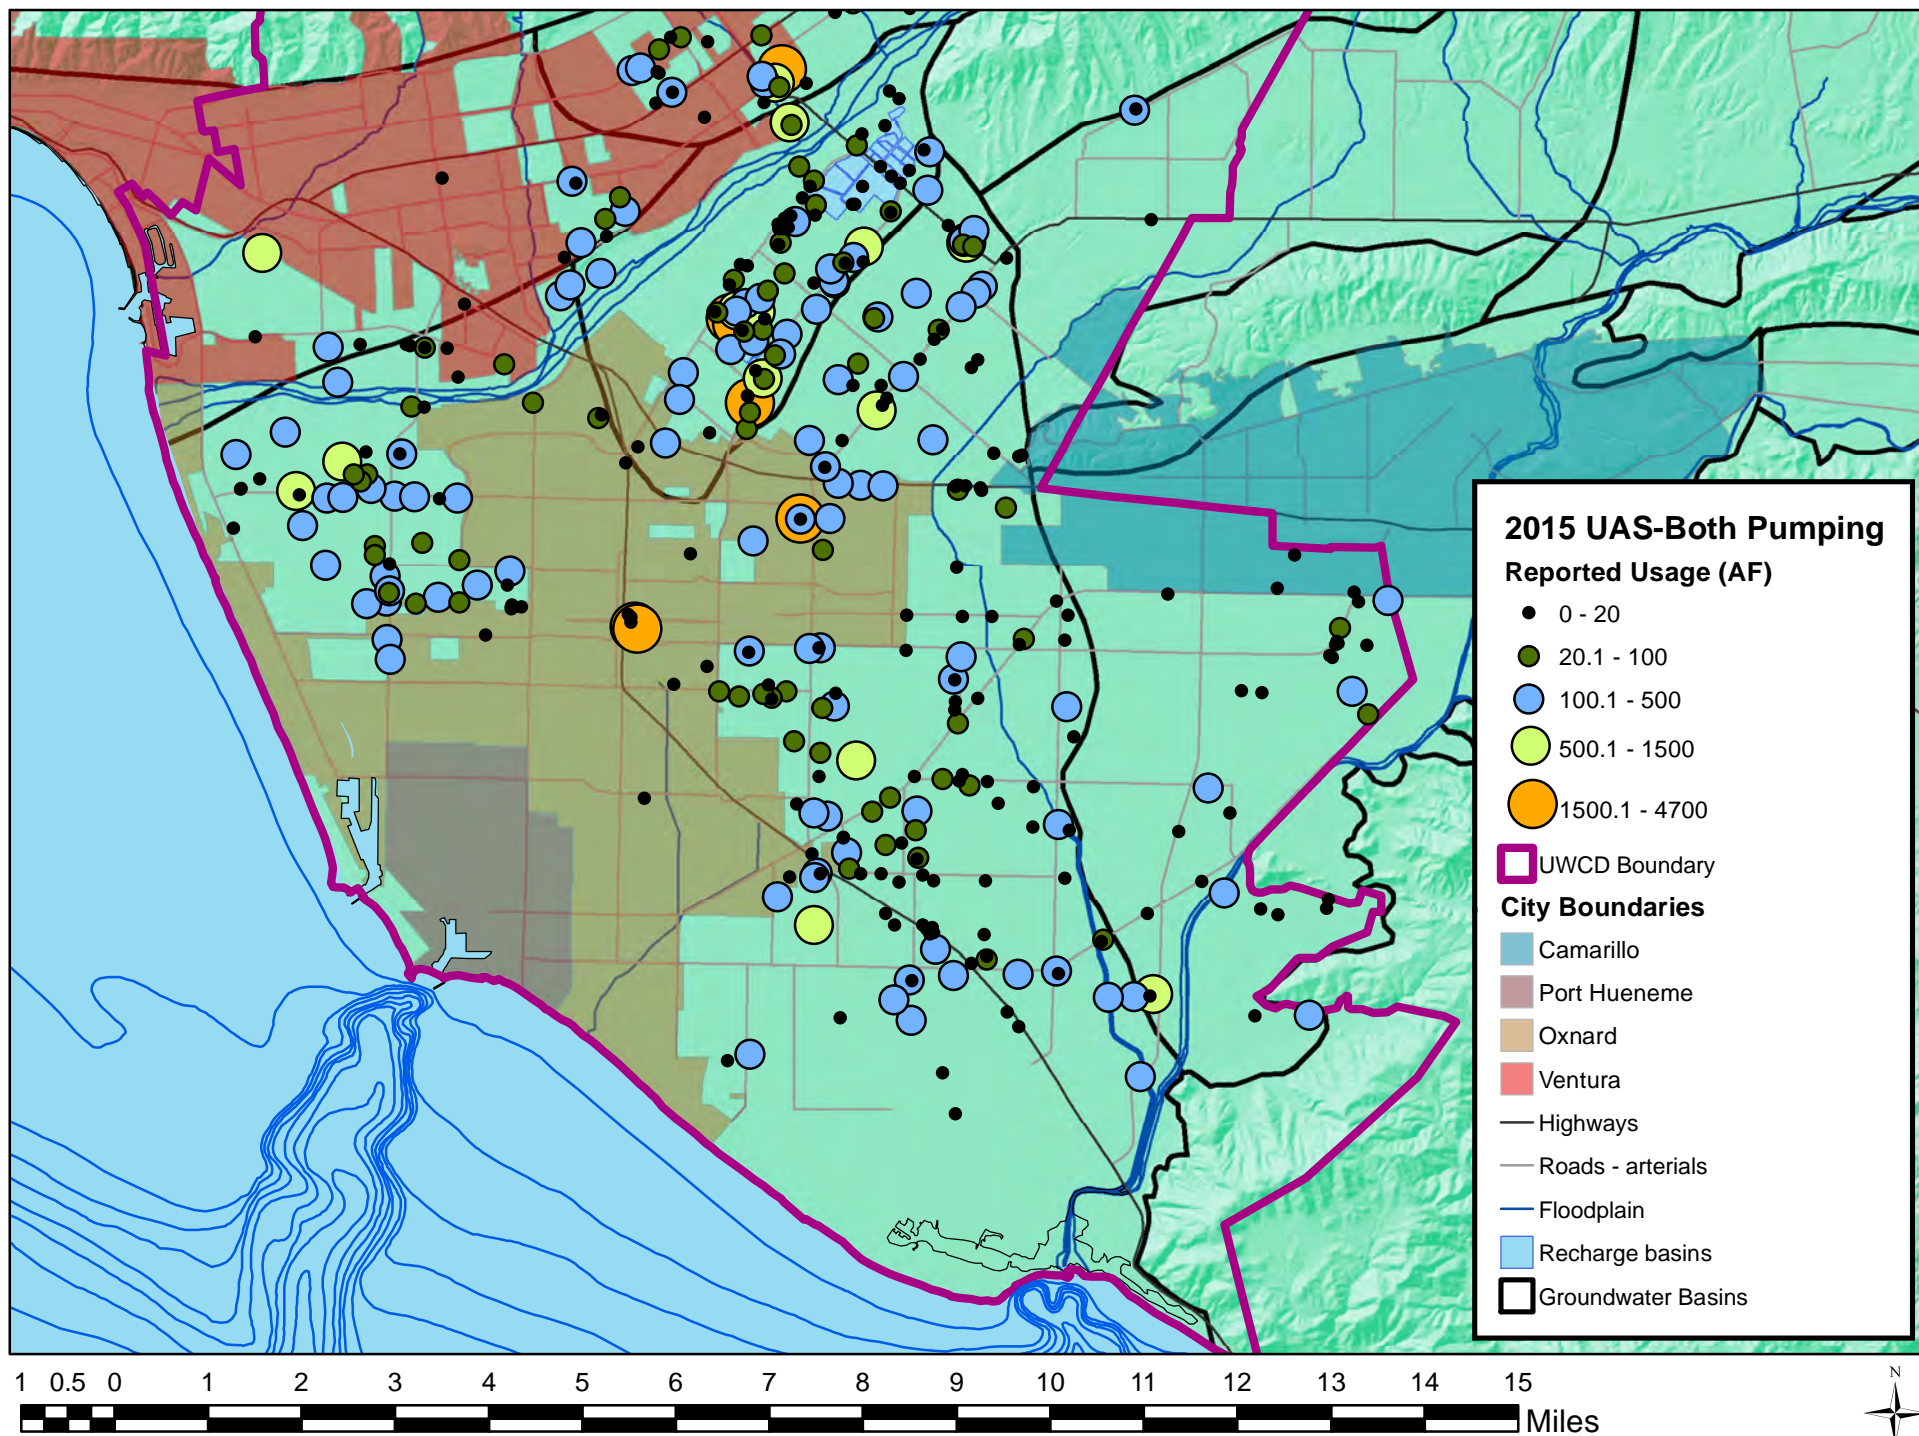 2015 UAS-Both Pumping
Reported Usage (AF)
0 - 20
20.1 - 100
100.1 - 500
500.1 - 1500
1500.1 - 4700
UWCD Boundary
City Boundaries
Camarillo
Port Hueneme
Oxnard
Ventura
Highways
Roads - arterials
Floodplain
Recharge basins
Groundwater Basins
1 0.5 0 1 2 3 4 5 6 7 8 9 10 11 12 13 14 15
Miles
N